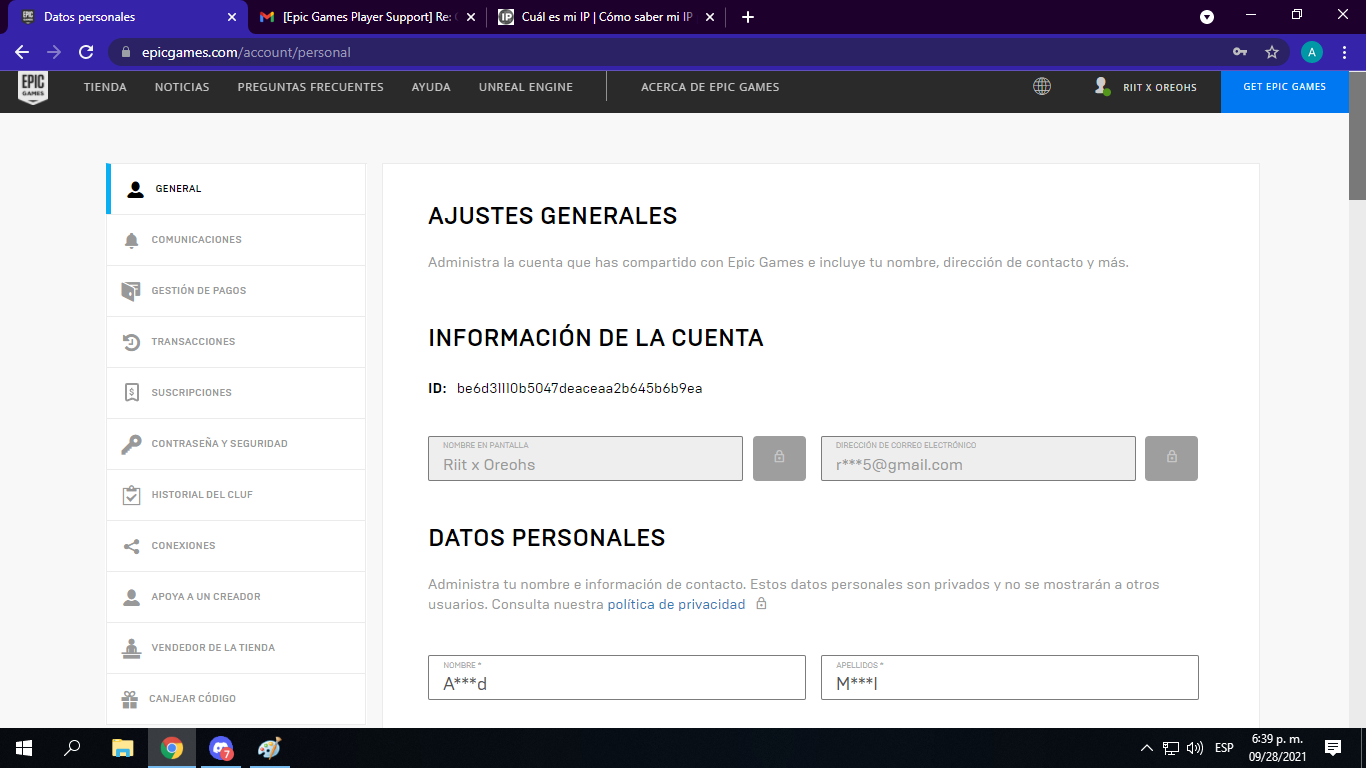 Datos personales
[Epic Games Player Support] Re:
Cuál es mi IP | Cómo saber mi IP
epicgames.com/account/personal
A
EPIC
GAMES
TIENDA
NOTICIAS
PREGUNTAS FRECUENTES
AYUDA
UNREAL ENGINE
ACERCA DE EPIC GAMES
RIIT X OREOHS
GET EPIC GAMES
GENERAL
COMUNICACIONES
GESTIÓN DE PAGOS
TRANSACCIONES
SUSCRIPCIONES
CONTRASEÑA Y SEGURIDAD
HISTORIAL DEL CLUF
CONEXIONES
APOYA A UN CREADOR
VENDEDOR DE LA TIENDA
CANJEAR CÓDIGO
AJUSTES GENERALES
Administra la cuenta que has compartido con Epic Games e incluye tu nombre, dirección de contacto y más.
INFORMACIÓN DE LA CUENTA
ID: be6d31110b5047deaceaa2b645b6b9ea
NOMBRE EN PANTALLA
Riit x Oreohs
DIRECCIÓN DE CORREO ELECTRÓNICO
r***5@gmail.com
DATOS PERSONALES
Administra tu nombre e información de contacto. Estos datos personales son privados y no se mostrarán a otros
usuarios. Consulta nuestra política de privacidad
NOMBRE *
A***d
APELLIDOS *
M***l
7
ESP
6:39 p. m.
09/28/2021